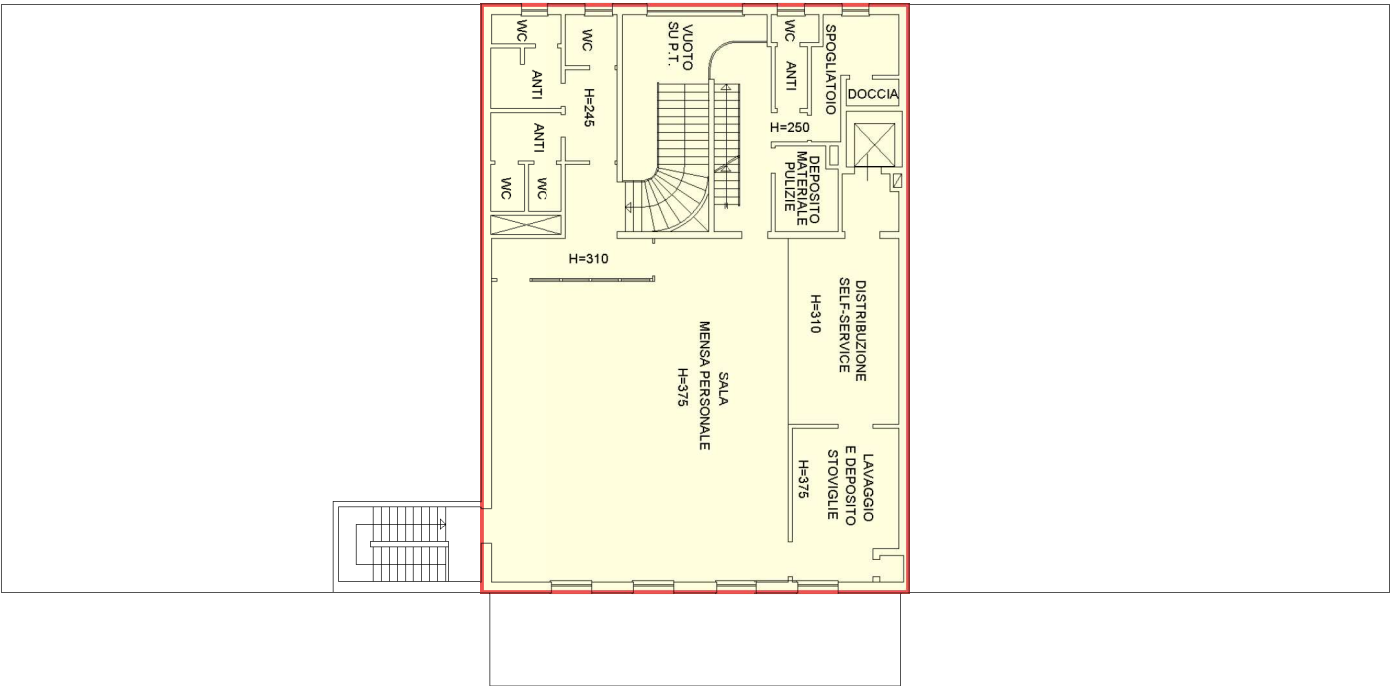 WC
WC
VUOTO
SU P.T.
WC
SPOGLIATOIO
ANTI
ANTI
DOCCIA
H=245
H=250
ANTI
DEPOSITO
MATERIALE
PULIZIE
WC
WC
H=310
DISTRIBUZIONE
SELF-SERVICE
H=310
SALA
MENSA PERSONALE
H=375
LAVAGGIO
E DEPOSITO
STOVIGLIE
H=375